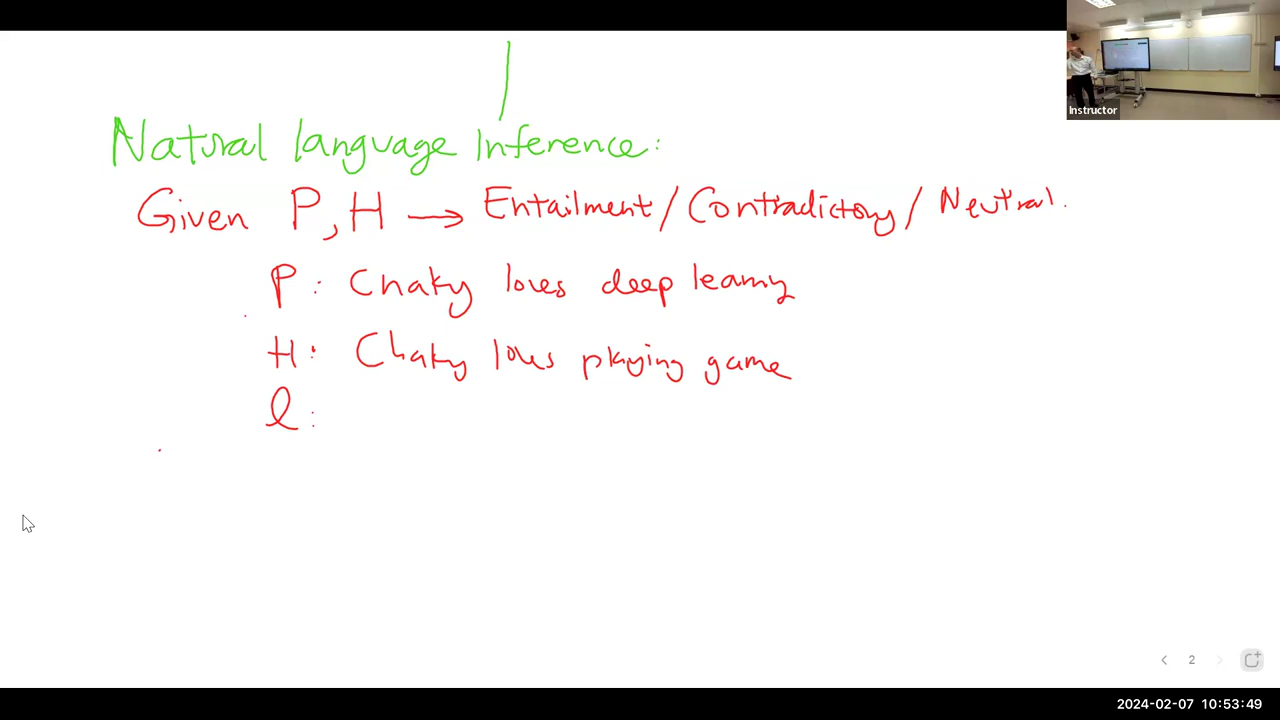 Instructor
Natural language Inference:
Given P, H → Entailment / Contradictory / Neutral.
P: Chaky loves deep learning
H: Chaky loves playing game
l:
2
2024-02-07 10:53:49